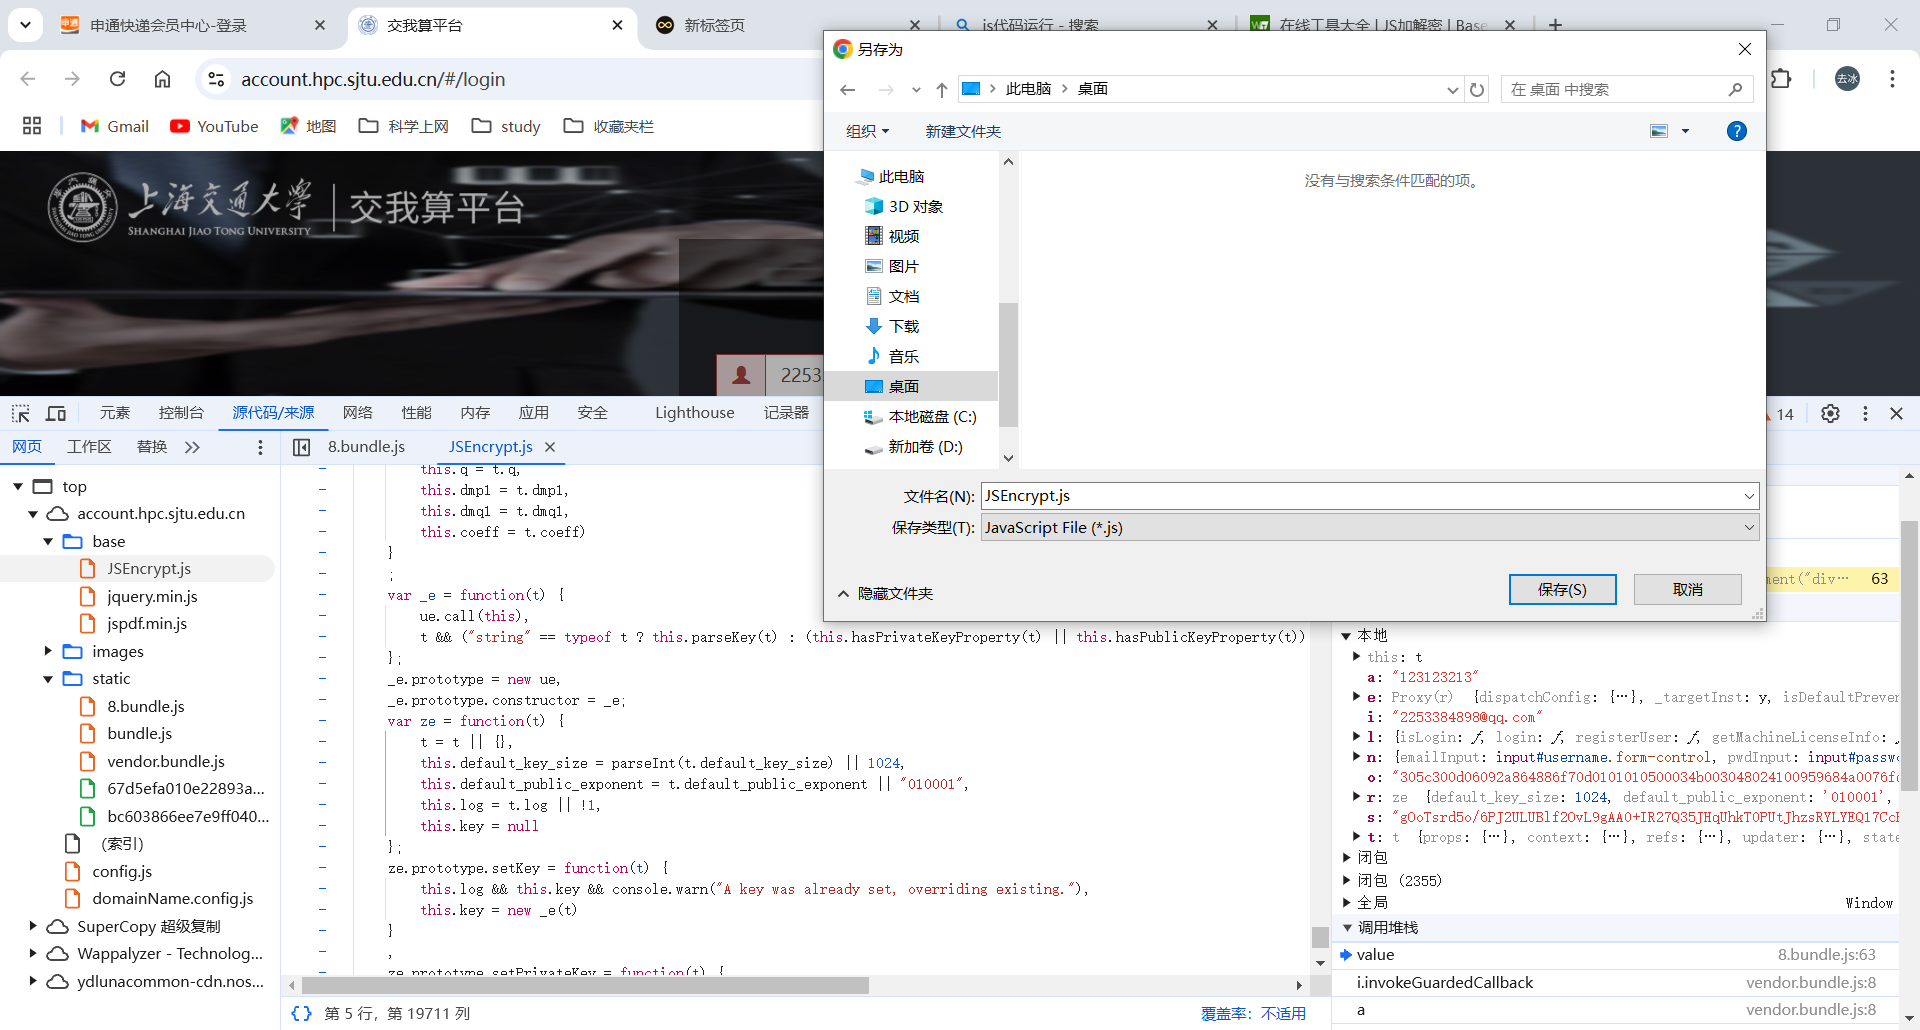 申通快递会员中心-登录
交我算平台
新标签页
js代码运行 - 搜索
在线工具大全 | JS加解密 | Base
account.hpc.sjtu.edu.cn/#/login
去冰
Gmail
YouTube
地图
科学上网
study
收藏夹栏
上海交通大学
SHANGHAI JIAO TONG UNIVERSITY
交我算平台
2253
另存为
此电脑
桌面
在 桌面 中搜索
组织
新建文件夹
此电脑
3D 对象
视频
图片
文档
下载
音乐
桌面
本地磁盘 (C:)
新加卷 (D:)
没有与搜索条件匹配的项。
文件名(N):
JSEncrypt.js
保存类型(T):
JavaScript File (*.js)
隐藏文件夹
保存(S)
取消
元素
控制台
源代码/来源
网络
性能
内存
应用
安全
Lighthouse
记录器
14
网页
工作区
替换
8.bundle.js
JSEncrypt.js
top
account.hpc.sjtu.edu.cn
base
JSEncrypt.js
jquery.min.js
jspdf.min.js
images
static
8.bundle.js
bundle.js
vendor.bundle.js
67d5efa010e22893a...
bc603866ee7e9ff040...
(索引)
config.js
domainName.config.js
SuperCopy 超级复制
Wappalyzer - Technolog...
ydlunacommon-cdn.nos...
this.q = t.q,
this.dmp1 = t.dmp1,
this.dmq1 = t.dmq1,
this.coeff = t.coeff)
}
;
var _e = function(t) {
ue.call(this),
t && ("string" == typeof t ? this.parseKey(t) : (this.hasPrivateKeyProperty(t) || this.hasPublicKeyProperty(t))
};
_e.prototype = new ue,
_e.prototype.constructor = _e;
var ze = function(t) {
t = t || {},
this.default_key_size = parseInt(t.default_key_size) || 1024,
this.default_public_exponent = t.default_public_exponent || "010001",
this.log = t.log || !1,
this.key = null
};
ze.prototype.setKey = function(t) {
this.log && this.key && console.warn("A key was already set, overriding existing."),
this.key = new _e(t)
}
,
ze.prototype.setPrivateKey = function(t) {
第 5 行，第 19711 列
覆盖率：不适用
ment("div…
63
本地
this: t
a: "123123213"
e: Proxy(r) {dispatchConfig: {…}, _targetInst: y, isDefaultPreven
i: "2253384898@qq.com"
l: {isLogin: ƒ, login: ƒ, registerUser: ƒ, getMachineLicenseInfo: ƒ
n: {emailInput: input#username.form-control, pwdInput: input#passwo
o: "305c300d06092a864886f70d0101010500034b003048024100959684a0076fc
r: ze {default_key_size: 1024, default_public_exponent: '010001',
s: "gOoTsrd5o/6PJ2ULUBlf2OvL9gAA0+IR27Q35JHqUhkT0PUtJhzsRYLYEQ17CcH
t: t {props: {…}, context: {…}, refs: {…}, updater: {…}, state
闭包
闭包 (2355)
全局
Window
调用堆栈
value
8.bundle.js:63
i.invokeGuardedCallback
vendor.bundle.js:8
a
vendor.bundle.js:8